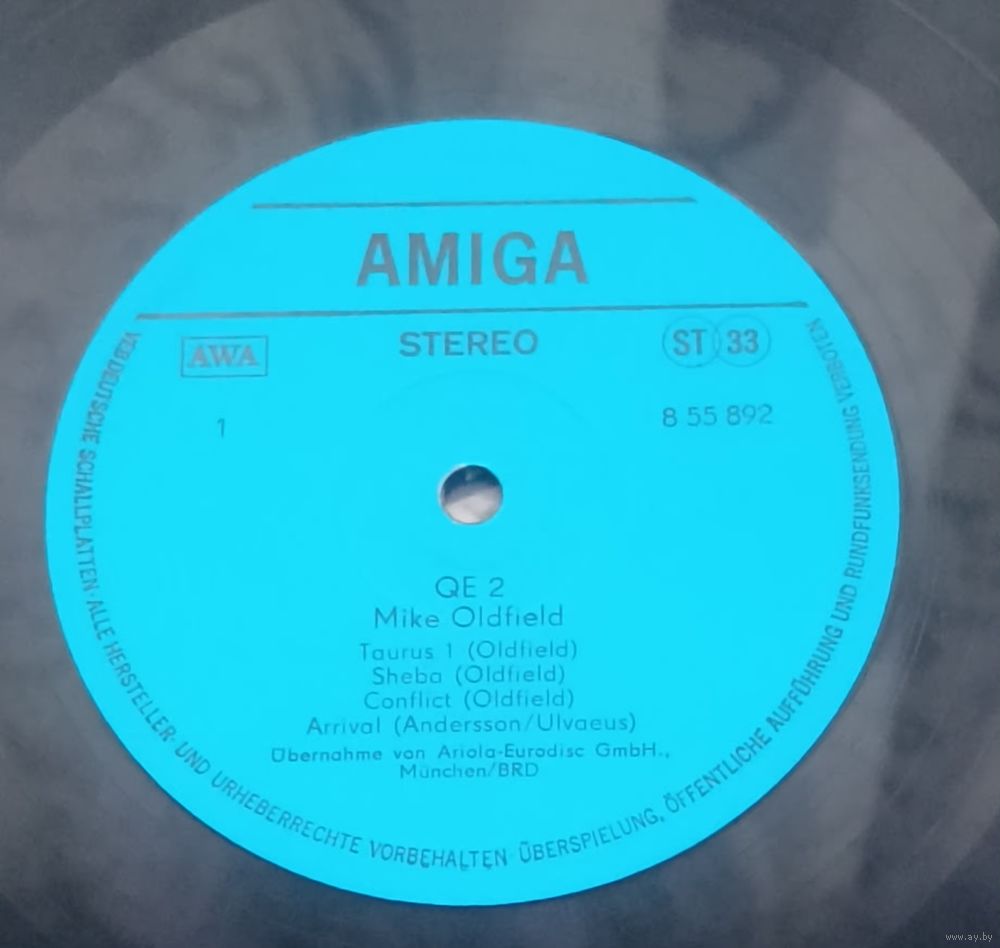 AMIGA
AWA
STEREO
ST 33
1
8 55 892
QE 2
Mike Oldfield
Taurus 1 (Oldfield)
Sheba (Oldfield)
Conflict (Oldfield)
Arrival (Andersson/Ulvaeus)
Übernahme von Ariola-Eurodisc GmbH.,
München/BRD
VEB DEUTSCHE SCHALLPLATTEN · ALLE HERSTELLER- UND URHEBERRECHTE VORBEHALTEN · ÜBERSPIELUNG, ÖFFENTLICHE AUFFÜHRUNG UND RUNDFUNKSENDUNG VERBOTEN
www.ay.by